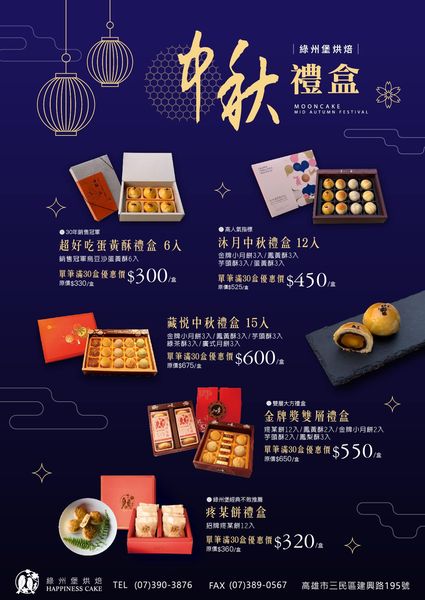 中秋
綠州堡烘焙
禮盒
MOONCAKE
MID AUTUMN FESTIVAL
●30年銷售冠軍
超好吃蛋黃酥禮盒 6入
銷售冠軍烏豆沙蛋黃酥6入
單筆滿30盒優惠價$300/盒
原價$330/盒
●高人氣指標
沐月中秋禮盒 12入
金牌小月餅3入/鳳黃酥3入
芋頭酥3入/蛋黃酥3入
單筆滿30盒優惠價$450/盒
原價$525/盒
藏悅中秋禮盒 15入
金牌小月餅3入/鳳黃酥3入/芋頭酥3入
綠茶酥3入/廣式月餅3入
單筆滿30盒優惠價$600/盒
原價$675/盒
●雙層大方禮盒
金牌獎雙層禮盒
疼某餅12入/鳳黃酥2入/金牌小月餅2入
芋頭酥2入/鳳梨酥3入
單筆滿30盒優惠價$550/盒
原價$650/盒
●綠州堡經典不敗推薦
疼某餅禮盒
招牌疼某餅12入
單筆滿30盒優惠價$320/盒
原價$360/盒
綠州堡烘焙
HAPPINESS CAKE
TEL (07)390-3876 FAX (07)389-0567 高雄市三民區建興路195號